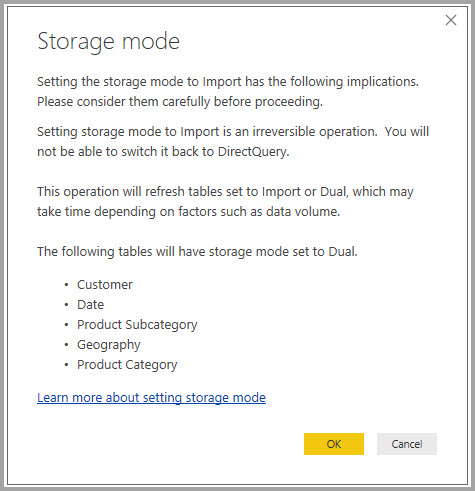 Storage mode
Setting the storage mode to Import has the following implications.
Please consider them carefully before proceeding.
Setting storage mode to Import is an irreversible operation.  You will
not be able to switch it back to DirectQuery.
This operation will refresh tables set to Import or Dual, which may
take time depending on factors such as data volume.
The following tables will have storage mode set to Dual.
• Customer
• Date
• Product Subcategory
• Geography
• Product Category
Learn more about setting storage mode
OK Cancel